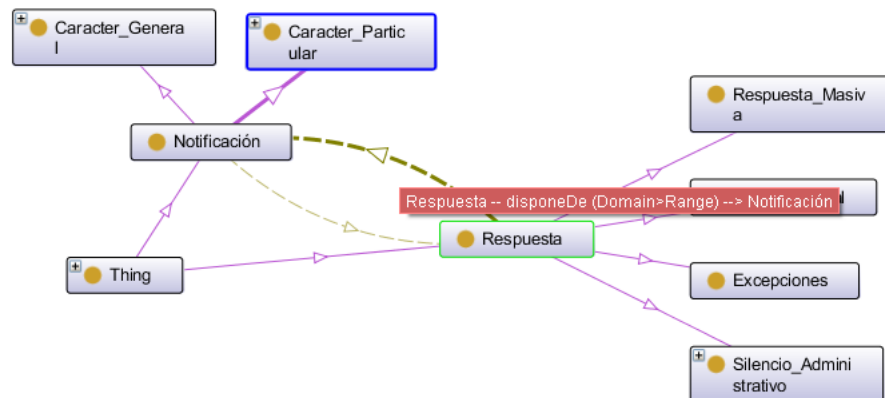 Caracter_Genera
l
Caracter_Partic
ular
Respuesta_Masiv
a
Notificación
Respuesta -- disponeDe (Domain>Range) --> Notificación
Respuesta
Thing
Excepciones
Silencio_Admini
strativo